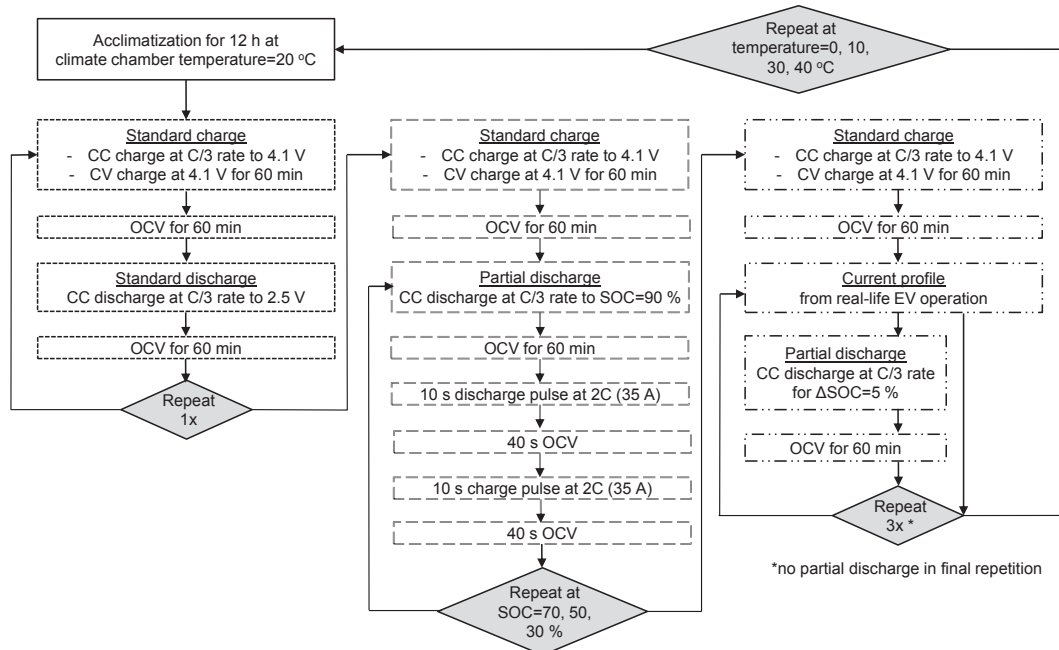 Acclimatization for 12 h at
climate chamber temperature=20 ºC
Repeat at
temperature=0, 10,
30, 40 ºC
Standard charge
- CC charge at C/3 rate to 4.1 V
- CV charge at 4.1 V for 60 min
OCV for 60 min
Standard discharge
CC discharge at C/3 rate to 2.5 V
OCV for 60 min
Repeat
1x
Standard charge
- CC charge at C/3 rate to 4.1 V
- CV charge at 4.1 V for 60 min
OCV for 60 min
Partial discharge
CC discharge at C/3 rate to SOC=90 %
OCV for 60 min
10 s discharge pulse at 2C (35 A)
40 s OCV
10 s charge pulse at 2C (35 A)
40 s OCV
Repeat at
SOC=70, 50,
30 %
Standard charge
- CC charge at C/3 rate to 4.1 V
- CV charge at 4.1 V for 60 min
OCV for 60 min
Current profile
from real-life EV operation
Partial discharge
CC discharge at C/3 rate
for ΔSOC=5 %
OCV for 60 min
Repeat
3x *
*no partial discharge in final repetition